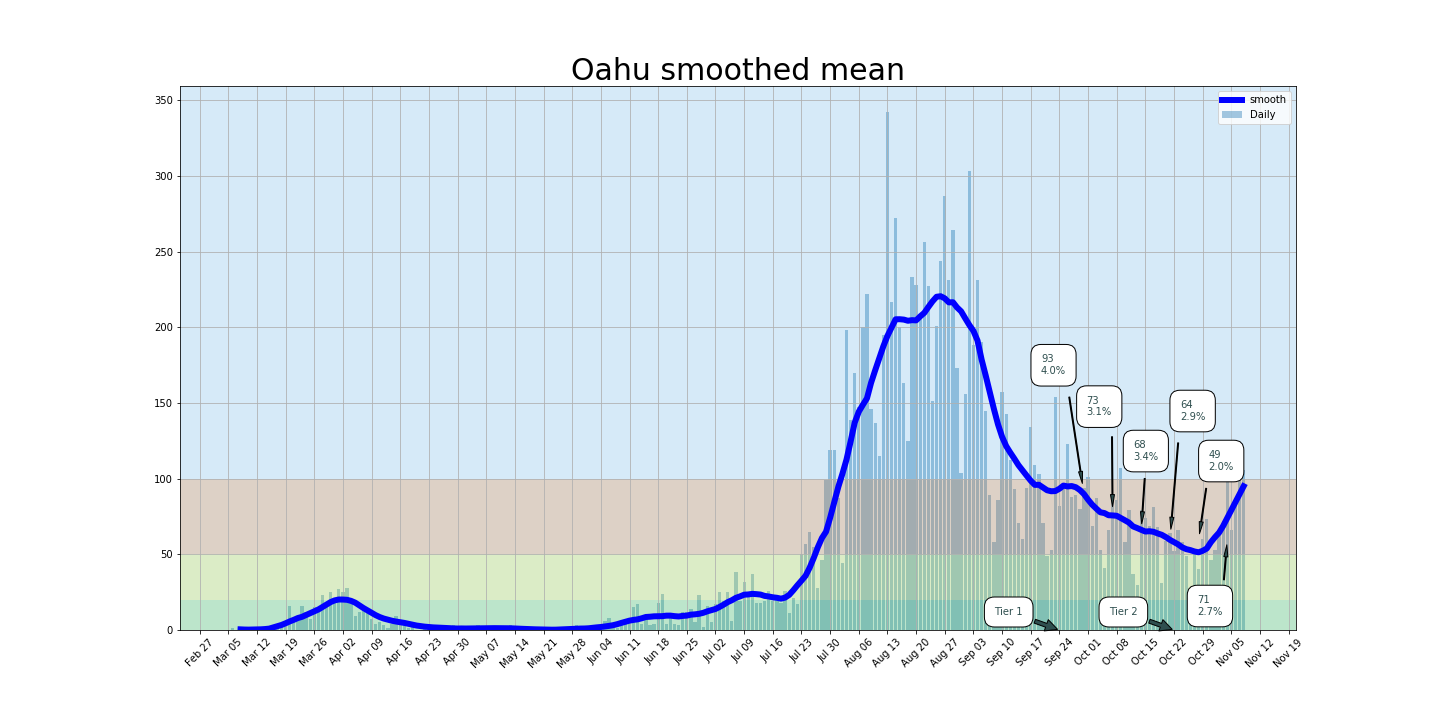 Oahu smoothed mean
smooth
Daily
350
300
250
200
150
100
50
0
93
4.0%
73
3.1%
64
2.9%
68
3.4%
49
2.0%
71
2.7%
Tier 1
Tier 2
Feb 27
Mar 05
Mar 12
Mar 19
Mar 26
Apr 02
Apr 09
Apr 16
Apr 23
Apr 30
May 07
May 14
May 21
May 28
Jun 04
Jun 11
Jun 18
Jun 25
Jul 02
Jul 09
Jul 16
Jul 23
Jul 30
Aug 06
Aug 13
Aug 20
Aug 27
Sep 03
Sep 10
Sep 17
Sep 24
Oct 01
Oct 08
Oct 15
Oct 22
Oct 29
Nov 05
Nov 12
Nov 19